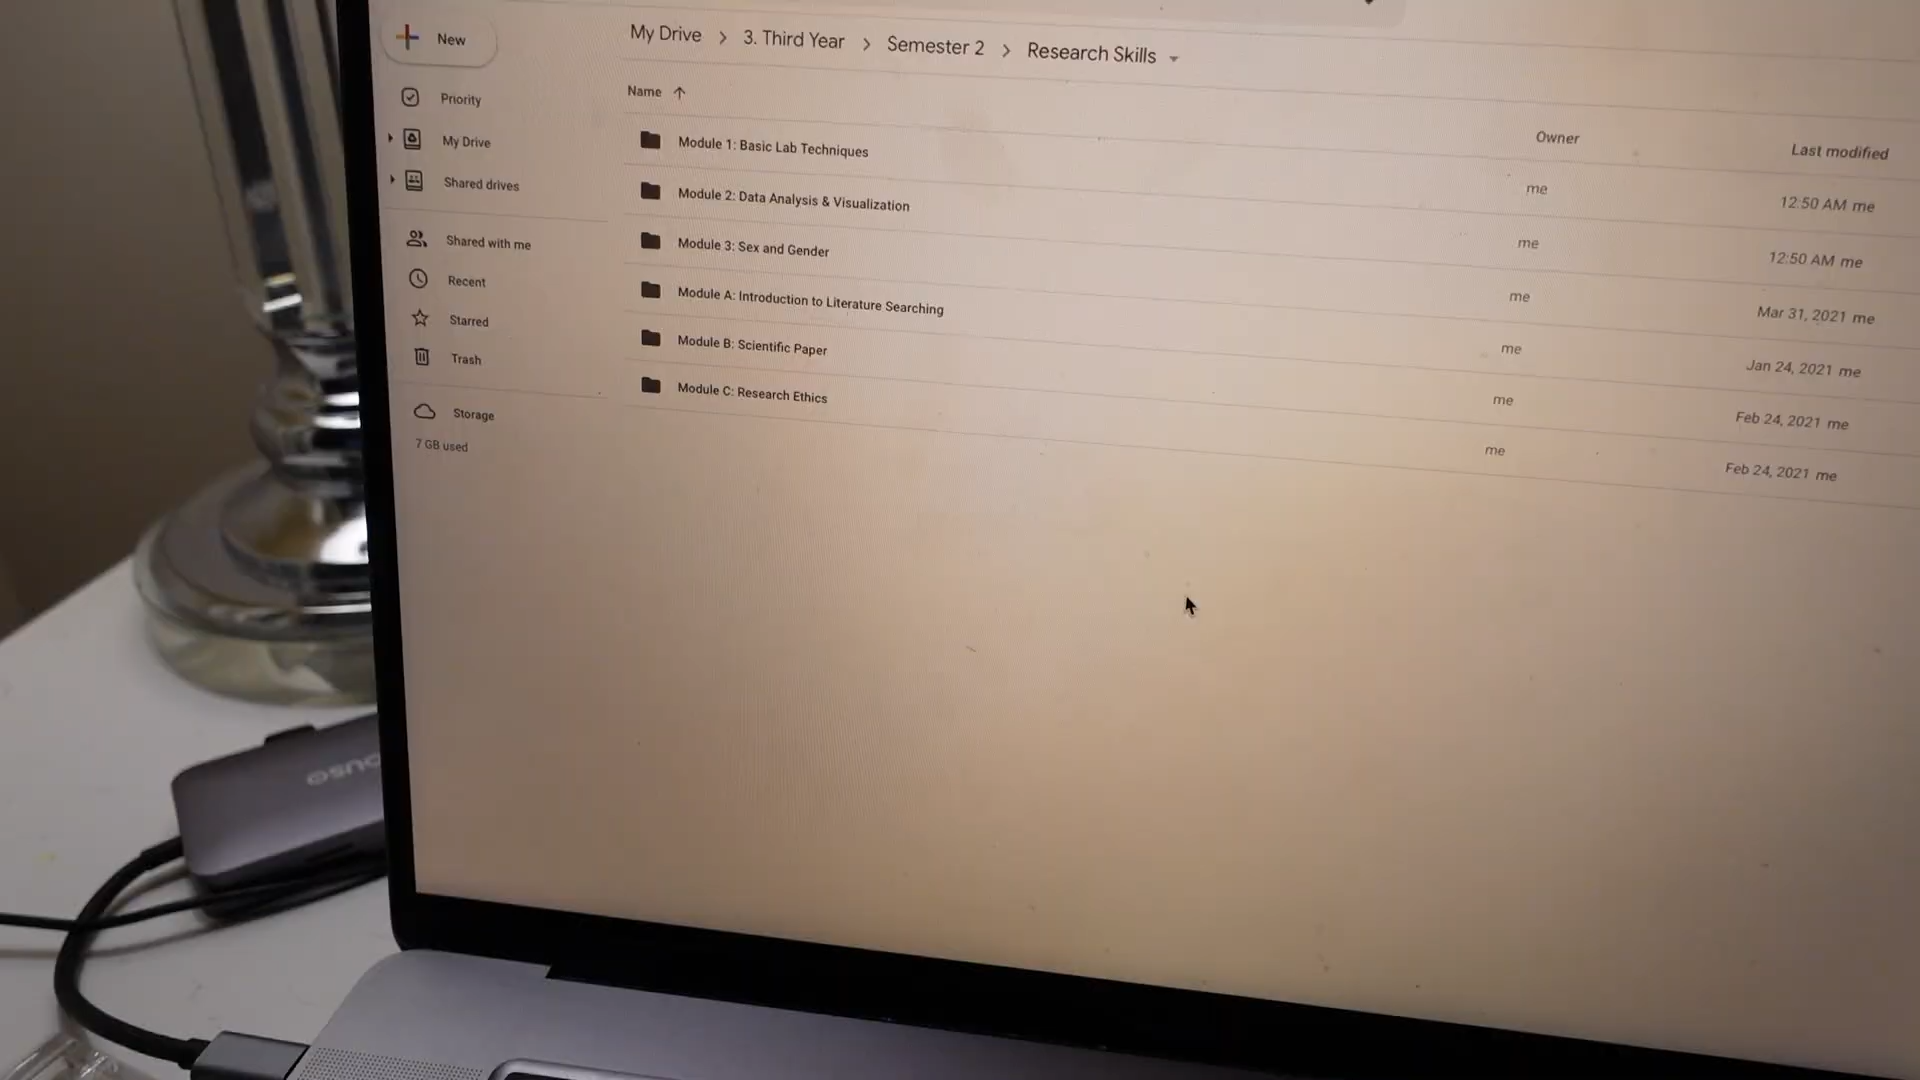 New
My Drive > 3. Third Year > Semester 2 > Research Skills
Priority
My Drive
Shared drives
Shared with me
Recent
Starred
Trash
Storage
7 GB used
Name Owner Last modified
Module 1: Basic Lab Techniques me 12:50 AM me
Module 2: Data Analysis & Visualization me 12:50 AM me
Module 3: Sex and Gender me Mar 31, 2021 me
Module A: Introduction to Literature Searching me Jan 24, 2021 me
Module B: Scientific Paper me Feb 24, 2021 me
Module C: Research Ethics me Feb 24, 2021 me